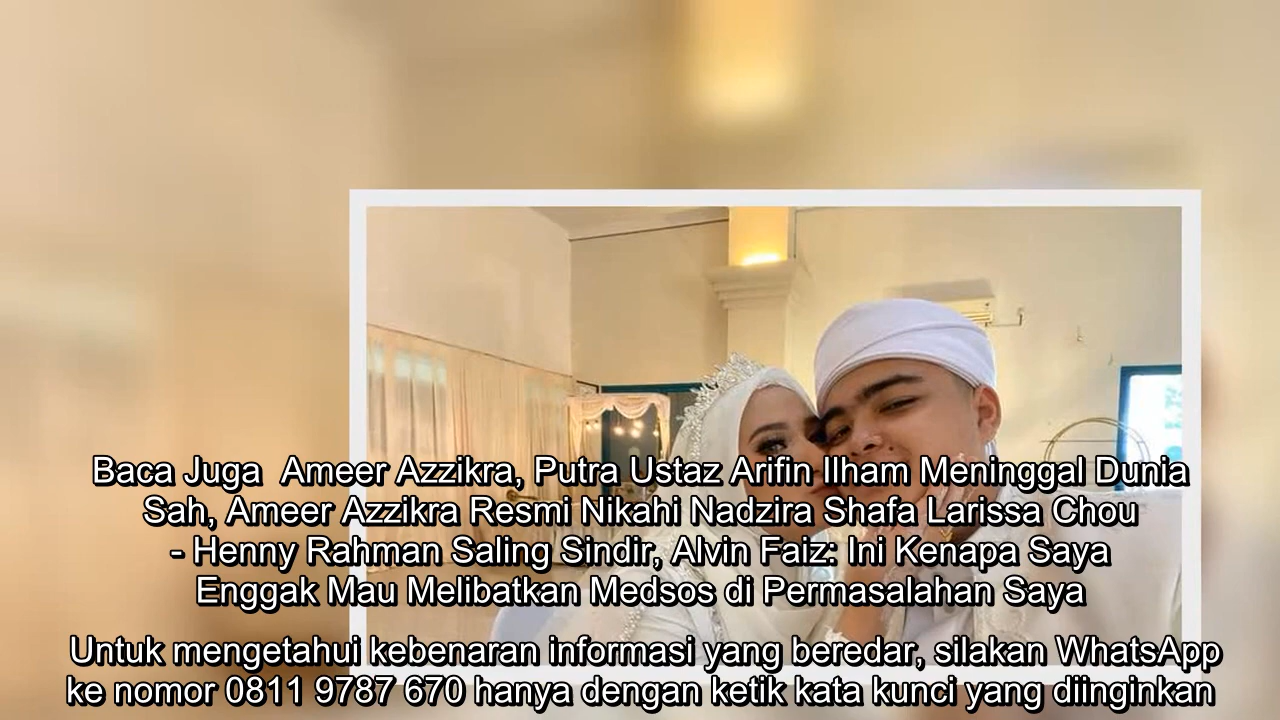 Baca Juga  Ameer Azzikra, Putra Ustaz Arifin Ilham Meninggal Dunia
Sah, Ameer Azzikra Resmi Nikahi Nadzira Shafa Larissa Chou
- Henny Rahman Saling Sindir, Alvin Faiz: Ini Kenapa Saya
Enggak Mau Melibatkan Medsos di Permasalahan Saya
Untuk mengetahui kebenaran informasi yang beredar, silakan WhatsApp
ke nomor 0811 9787 670 hanya dengan ketik kata kunci yang diinginkan